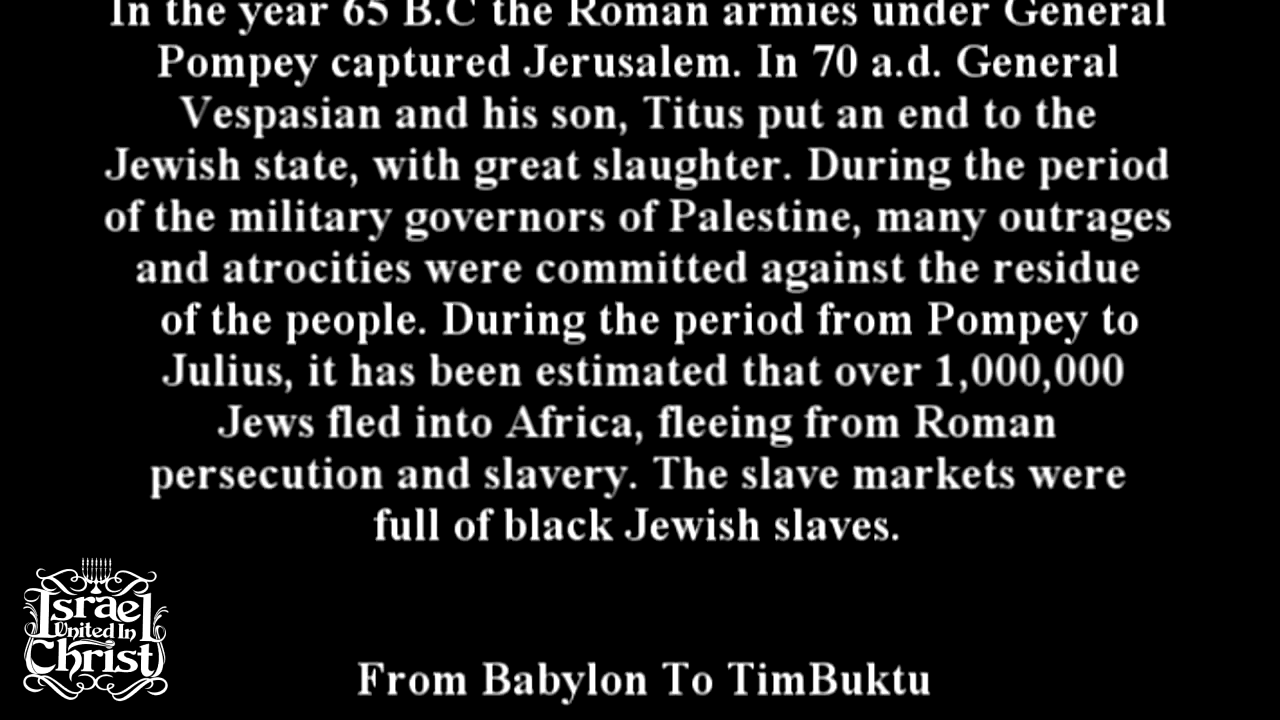 In the year 65 B.C the Roman armies under General
Pompey captured Jerusalem. In 70 a.d. General
Vespasian and his son, Titus put an end to the
Jewish state, with great slaughter. During the period
of the military governors of Palestine, many outrages
and atrocities were committed against the residue
of the people. During the period from Pompey to
Julius, it has been estimated that over 1,000,000
Jews fled into Africa, fleeing from Roman
persecution and slavery. The slave markets were
full of black Jewish slaves.
Israel
United In
Christ
From Babylon To TimBuktu